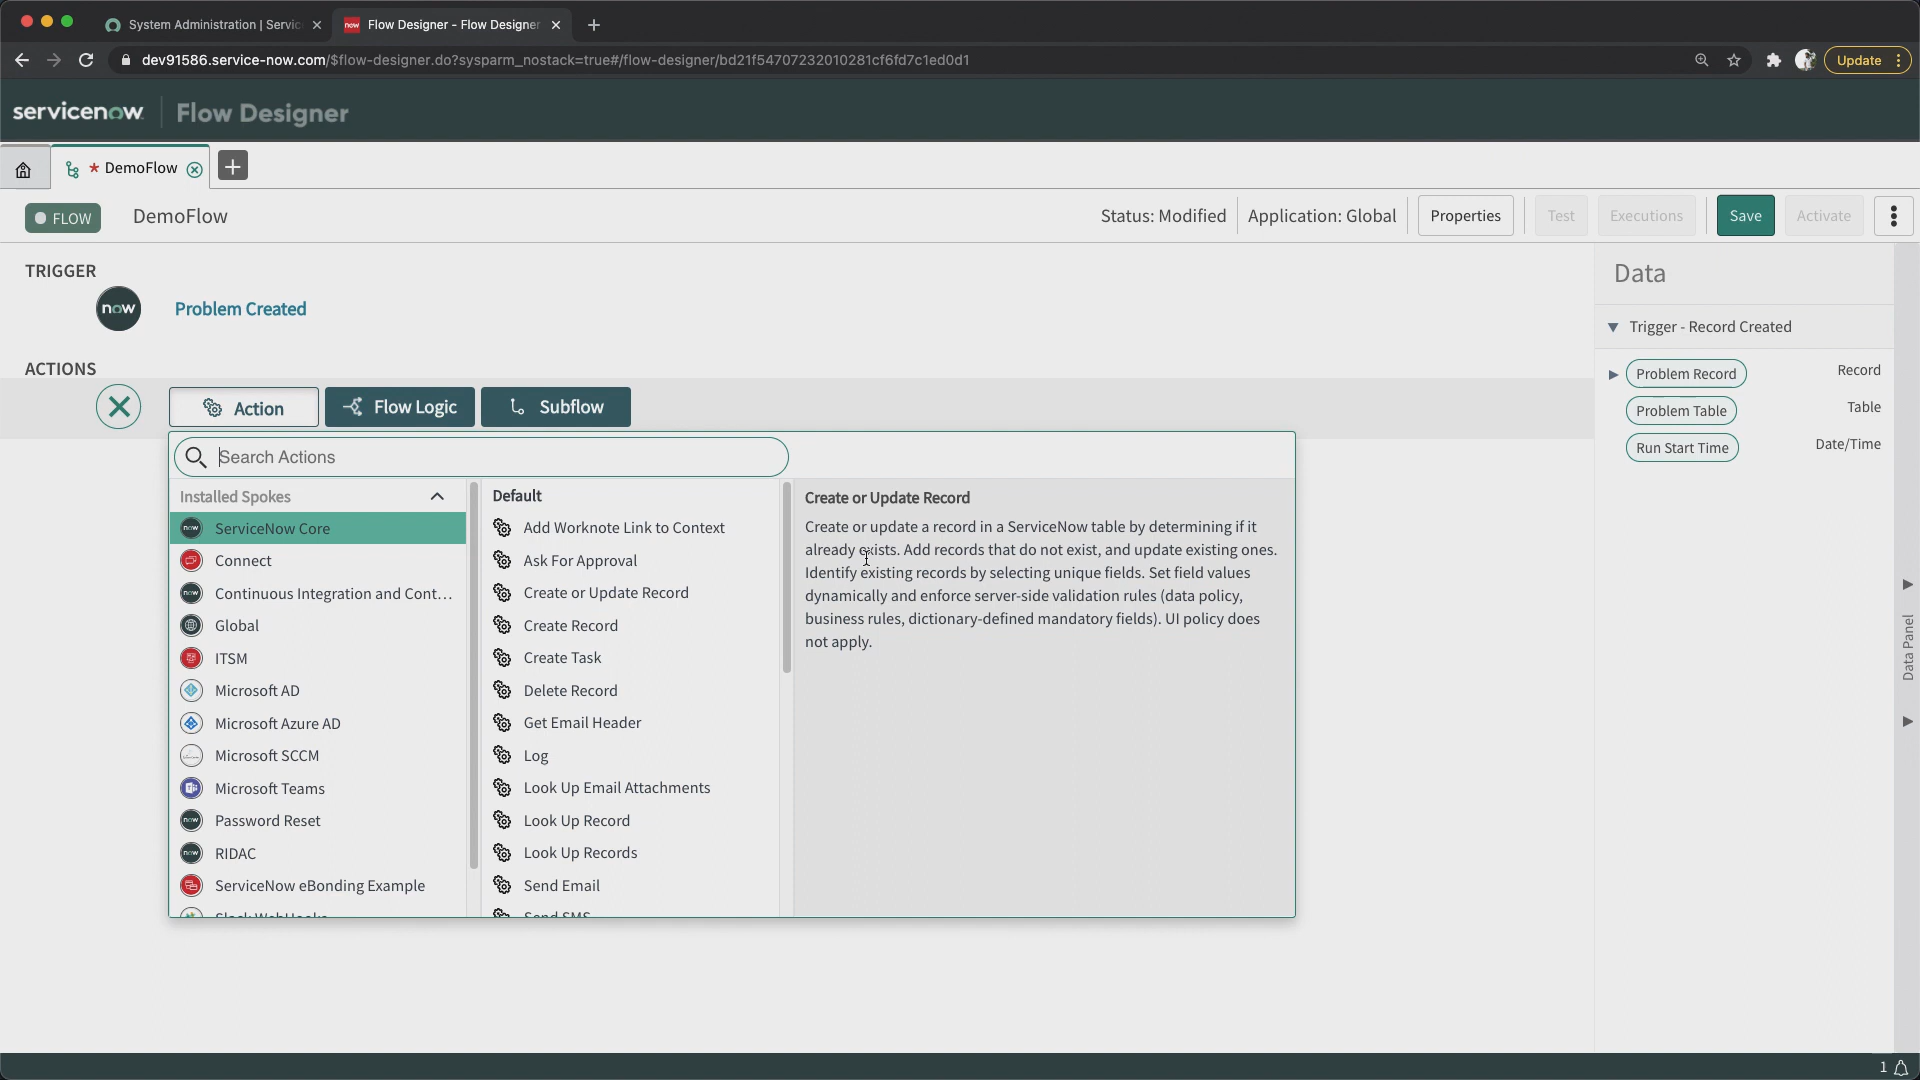 System Administration | Servic
now Flow Designer - Flow Designer
dev91586.service-now.com/$flow-designer.do?sysparm_nostack=true#/flow-designer/bd21f54707232010281cf6fd7c1ed0d1
Update
servicenow Flow Designer
* DemoFlow
FLOW DemoFlow Status: Modified Application: Global Properties Test Executions Save Activate
TRIGGER
now Problem Created
ACTIONS
Action Flow Logic Subflow
Search Actions
Installed Spokes
now ServiceNow Core
Connect
now Continuous Integration and Cont...
Global
ITSM
Microsoft AD
Microsoft Azure AD
Microsoft SCCM
Microsoft Teams
now Password Reset
now RIDAC
ServiceNow eBonding Example
Slack WebHooks
Default
Add Worknote Link to Context
Ask For Approval
Create or Update Record
Create Record
Create Task
Delete Record
Get Email Header
Log
Look Up Email Attachments
Look Up Record
Look Up Records
Send Email
Send SMS
Create or Update Record
Create or update a record in a ServiceNow table by determining if it
already exists. Add records that do not exist, and update existing ones.
Identify existing records by selecting unique fields. Set field values
dynamically and enforce server-side validation rules (data policy,
business rules, dictionary-defined mandatory fields). UI policy does
not apply.
Data
Trigger - Record Created
Problem Record Record
Problem Table Table
Run Start Time Date/Time
Data Panel
1